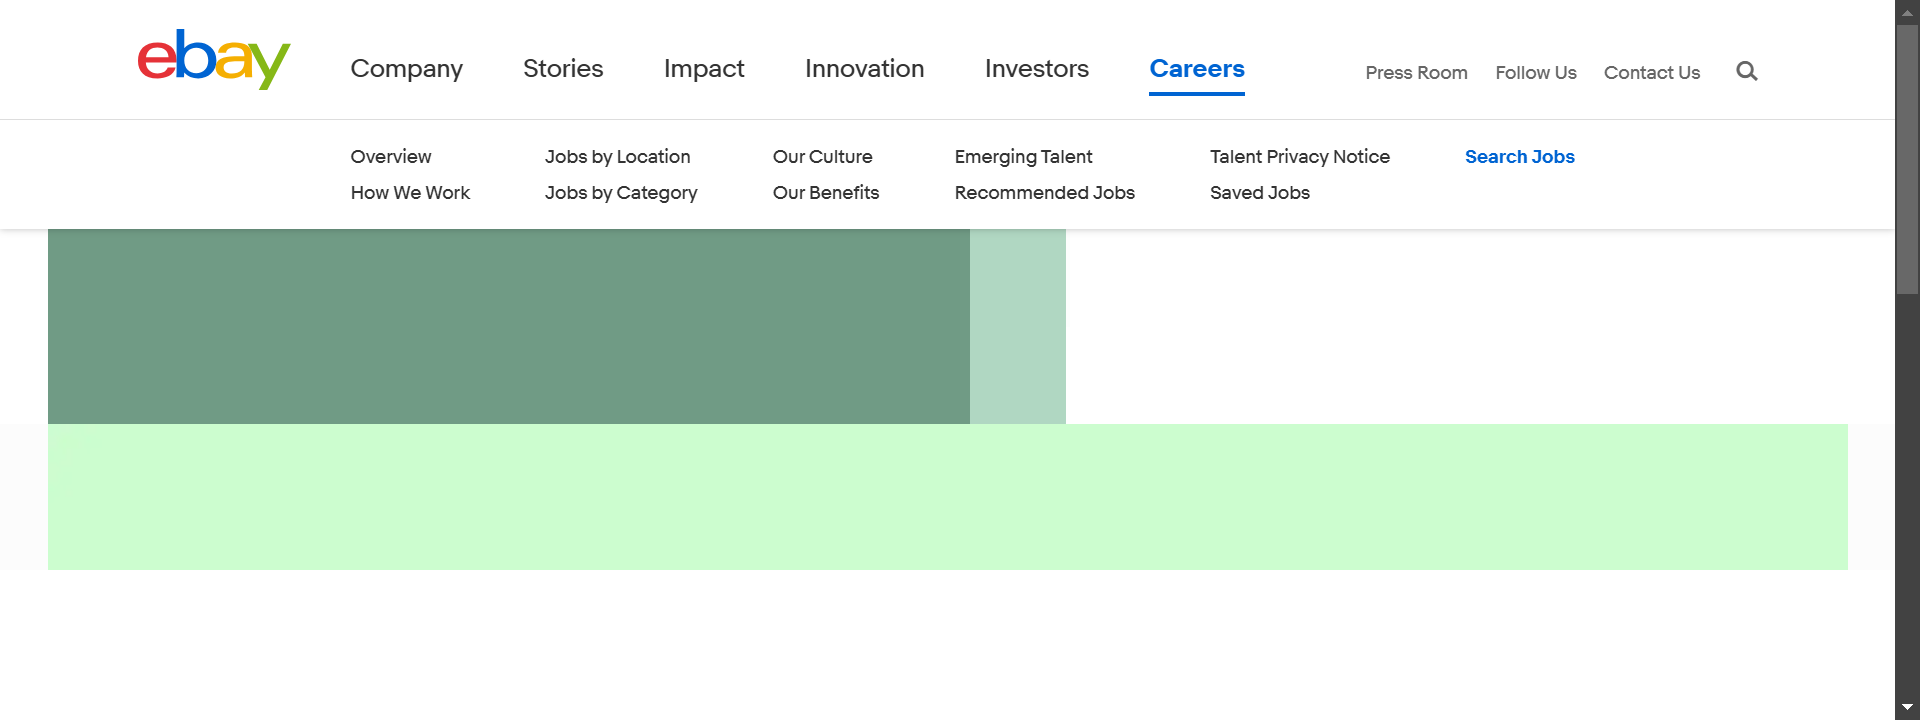 ebay
Company Stories Impact Innovation Investors Careers Press Room Follow Us Contact Us
Overview Jobs by Location Our Culture Emerging Talent Talent Privacy Notice Search Jobs
How We Work Jobs by Category Our Benefits Recommended Jobs Saved Jobs